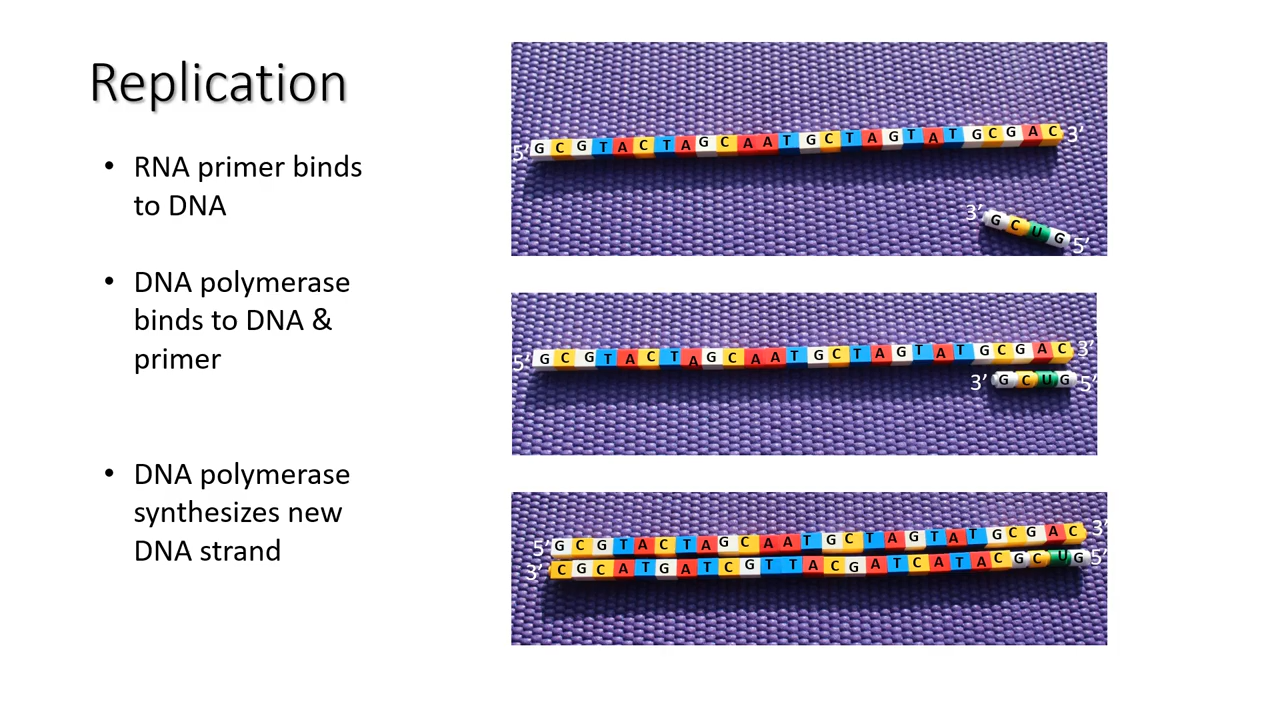 Replication
• RNA primer binds
to DNA
• DNA polymerase
binds to DNA &
primer
• DNA polymerase
synthesizes new
DNA strand
5’ G C G T A C T A G C A A T G C T A G T A T G C G A C 3’
3’ G C U G 5’
5’ G C G T A C T A G C A A T G C T A G T A T G C G A C 3’
3’ G C U G 5’
5’ G C G T A C T A G C A A T G C T A G T A T G C G A C 3’
3’ C G C A T G A T C G T T A C G A T C A T A C G C U G 5’